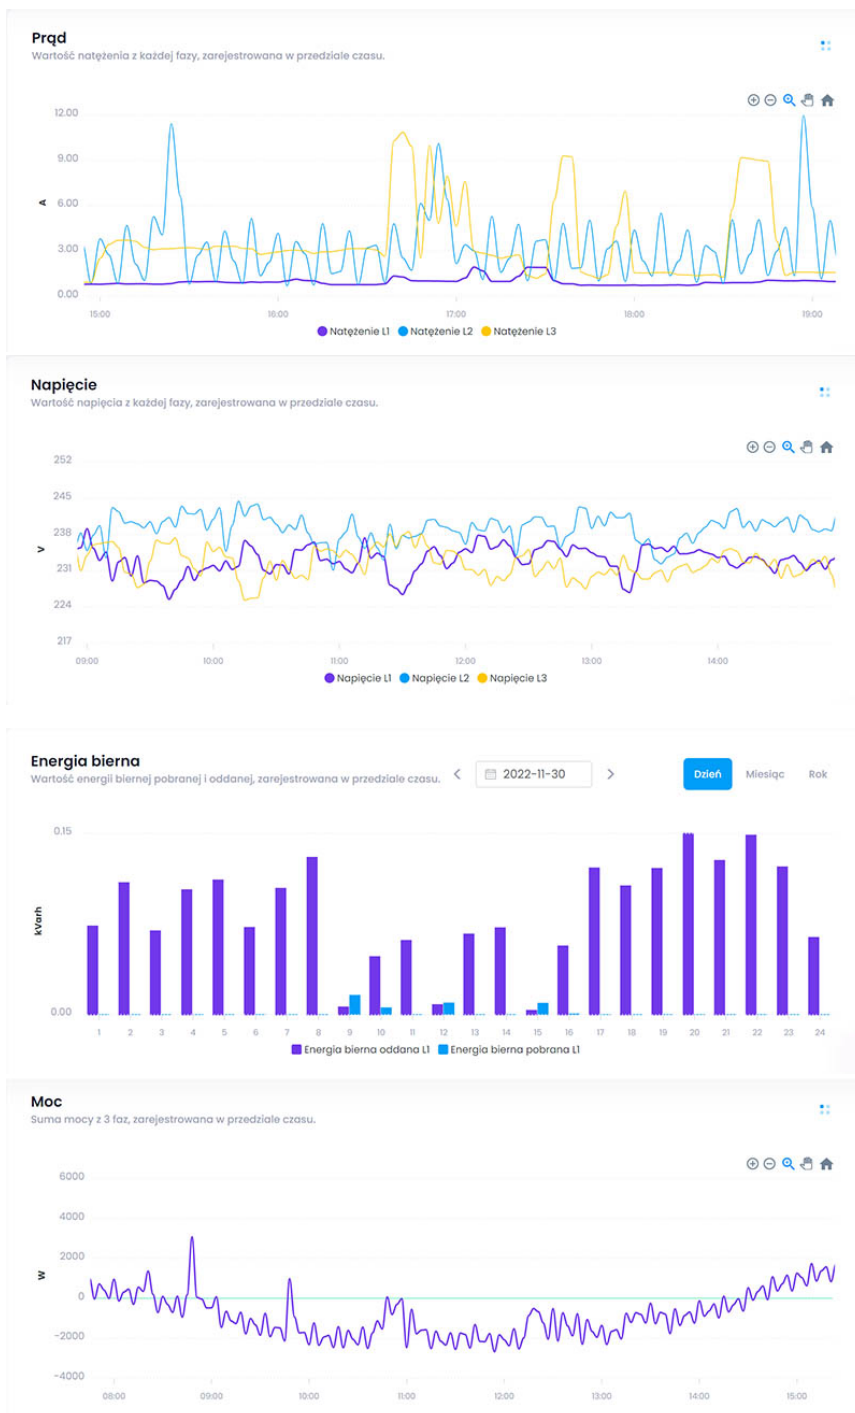 Prąd
Wartość natężenia z każdej fazy, zarejestrowana w przedziale czasu.
12.00
9.00
6.00
3.00
0.00
A
15:00 16:00 17:00 18:00 19:00
Natężenie L1 Natężenie L2 Natężenie L3
Napięcie
Wartość napięcia z każdej fazy, zarejestrowana w przedziale czasu.
252
245
238
231
224
217
V
09:00 10:00 11:00 12:00 13:00 14:00
Napięcie L1 Napięcie L2 Napięcie L3
Energia bierna
Wartość energii biernej pobranej i oddanej, zarejestrowana w przedziale czasu.
2022-11-30
Dzień Miesiąc Rok
0.15
kVarh
0.00
1 2 3 4 5 6 7 8 9 10 11 12 13 14 15 16 17 18 19 20 21 22 23 24
Energia bierna oddana L1 Energia bierna pobrana L1
Moc
Suma mocy z 3 faz, zarejestrowana w przedziale czasu.
6000
4000
2000
0
-2000
-4000
W
08:00 09:00 10:00 11:00 12:00 13:00 14:00 15:00